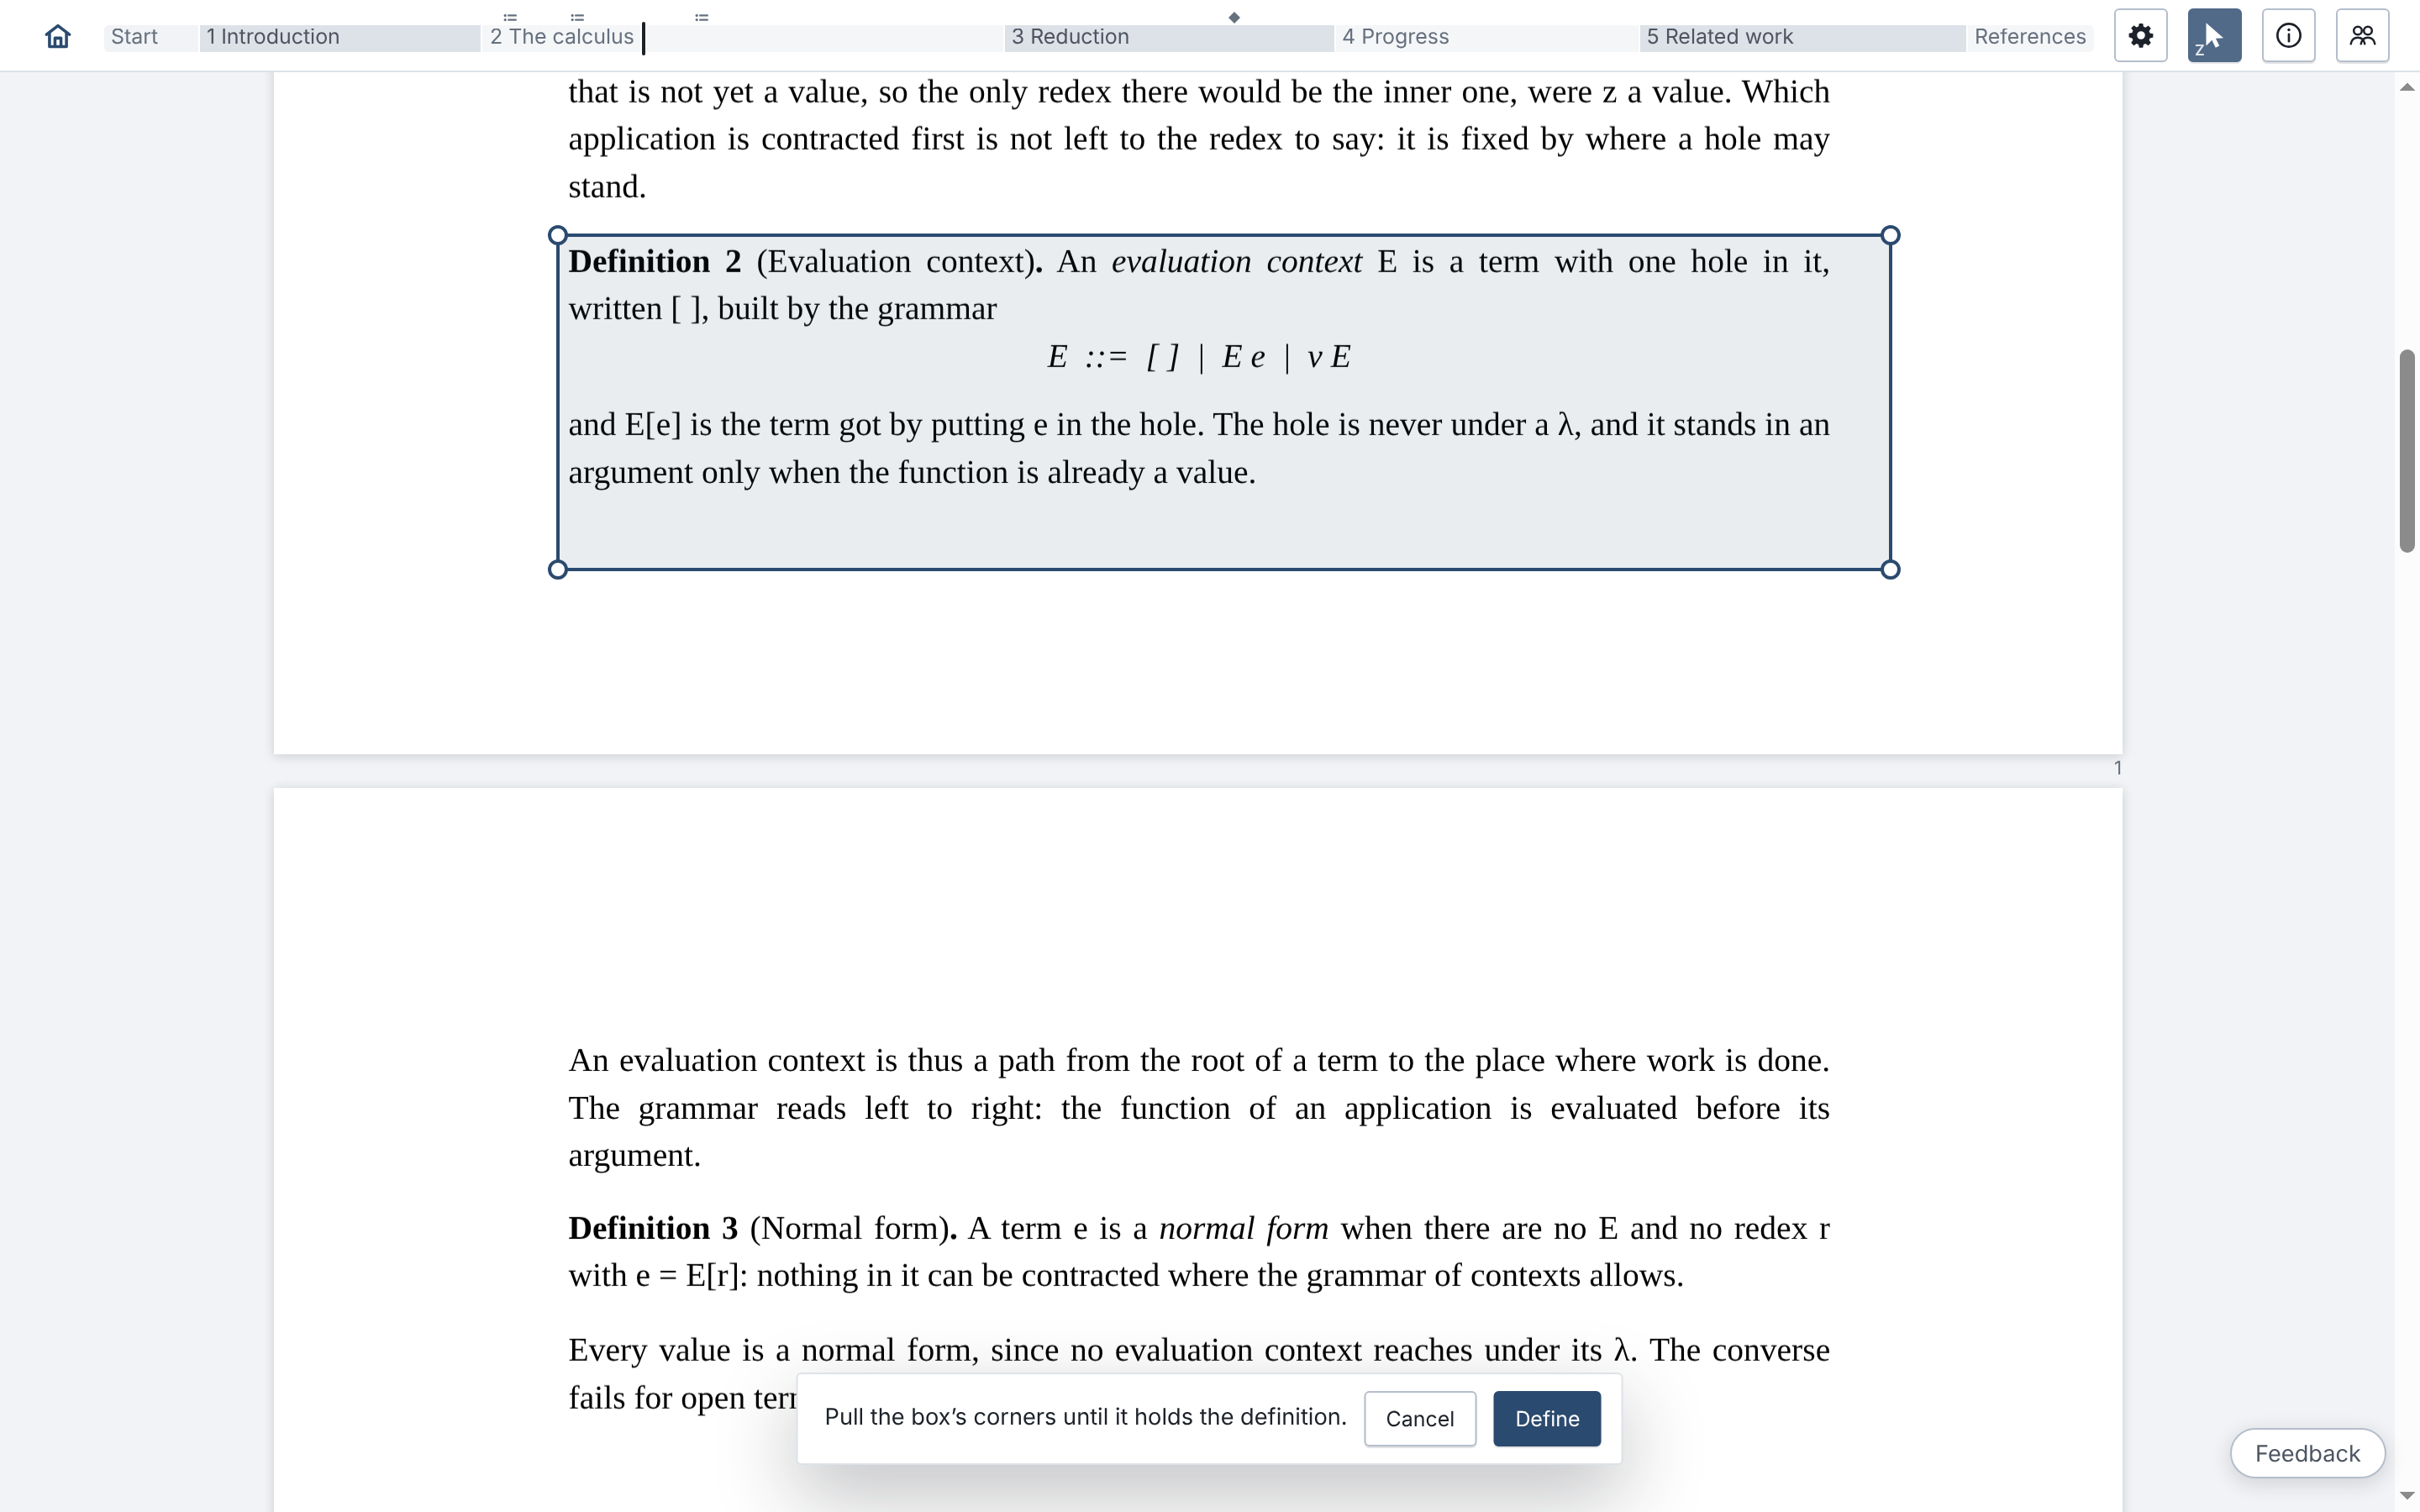 Start
1 Introduction
2 The calculus
3 Reduction
4 Progress
5 Related work
References
z
that is not yet a value, so the only redex there would be the inner one, were z a value. Which
application is contracted first is not left to the redex to say: it is fixed by where a hole may
stand.
Definition 2 (Evaluation context). An evaluation context E is a term with one hole in it,
written [ ], built by the grammar
E ::= [ ] | E e | v E
and E[e] is the term got by putting e in the hole. The hole is never under a λ, and it stands in an
argument only when the function is already a value.
1
An evaluation context is thus a path from the root of a term to the place where work is done.
The grammar reads left to right: the function of an application is evaluated before its
argument.
Definition 3 (Normal form). A term e is a normal form when there are no E and no redex r
with e = E[r]: nothing in it can be contracted where the grammar of contexts allows.
Every value is a normal form, since no evaluation context reaches under its λ. The converse
fails for open
Pull the box’s corners until it holds the definition.
Cancel
Define
Feedback